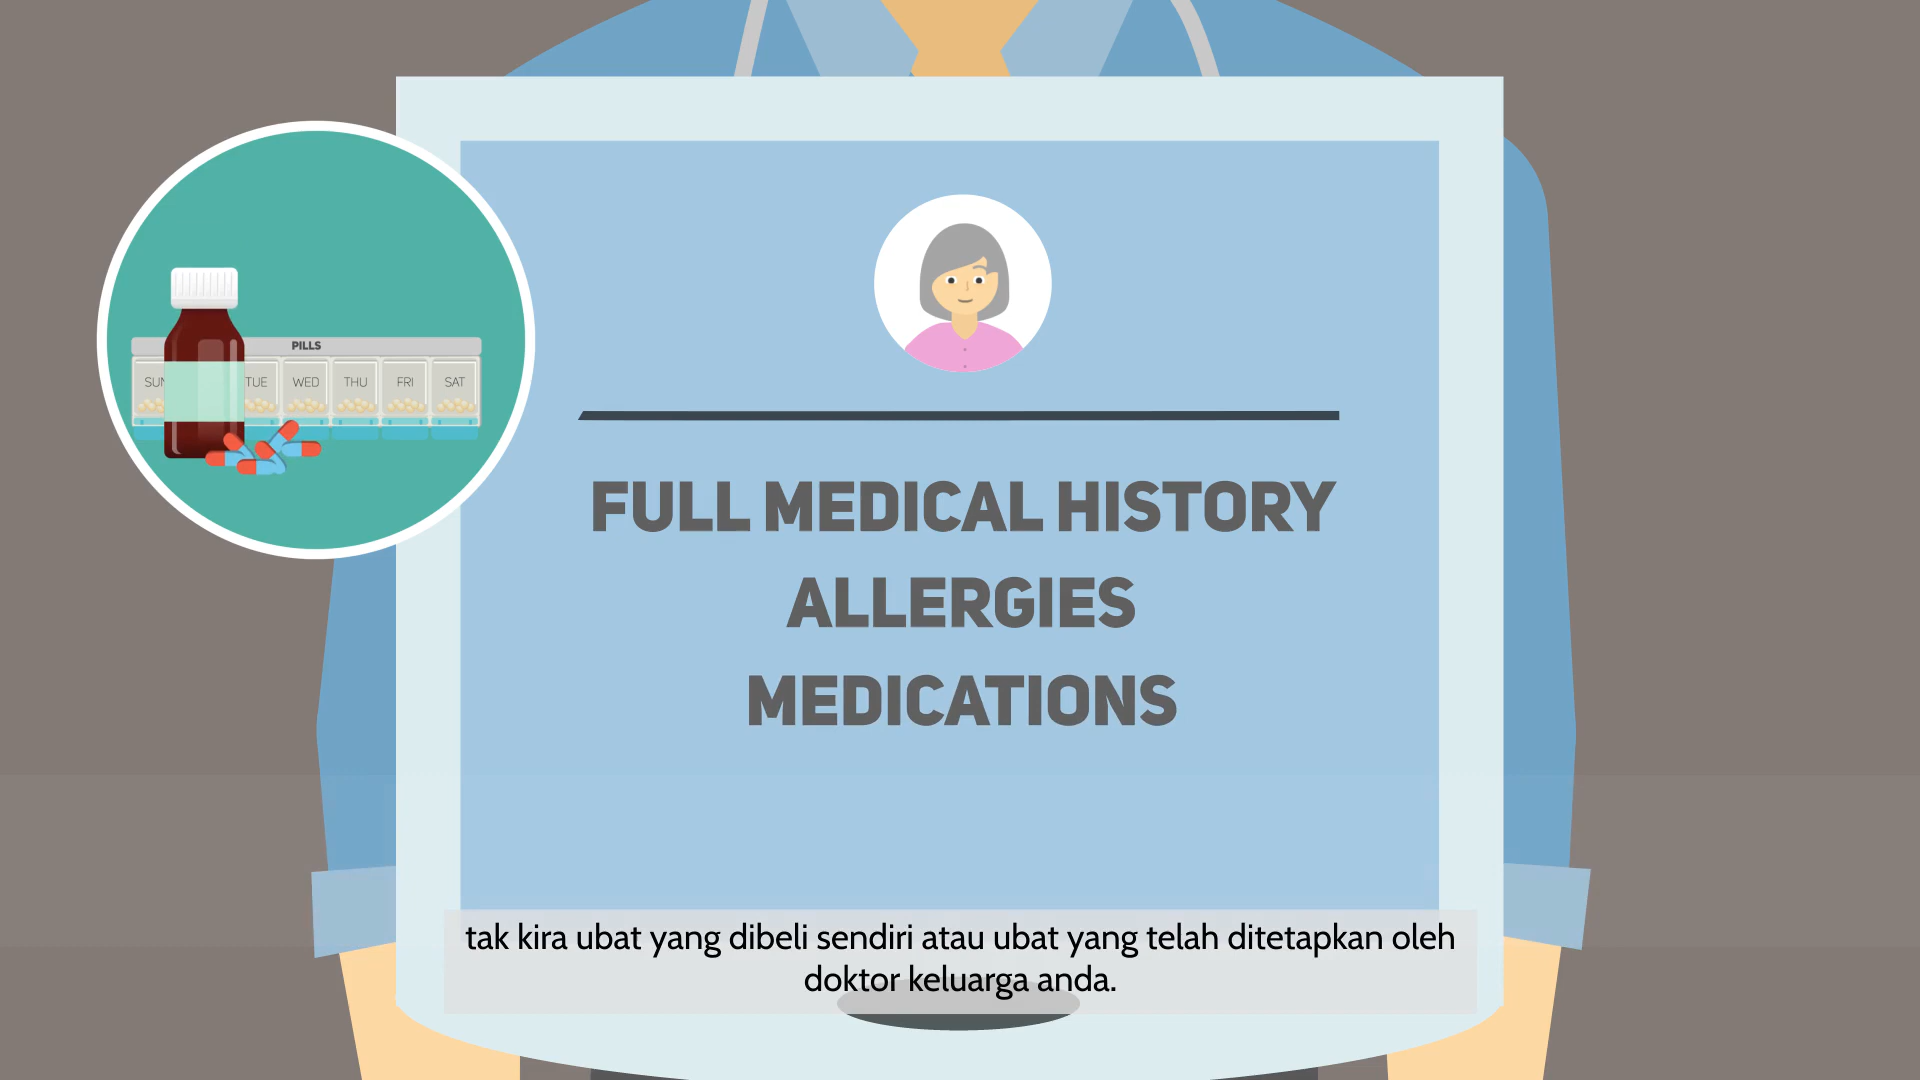 PILLS
SUN
TUE
WED
THU
FRI
SAT
FULL MEDICAL HISTORY
ALLERGIES
MEDICATIONS
tak kira ubat yang dibeli sendiri atau ubat yang telah ditetapkan oleh
doktor keluarga anda.